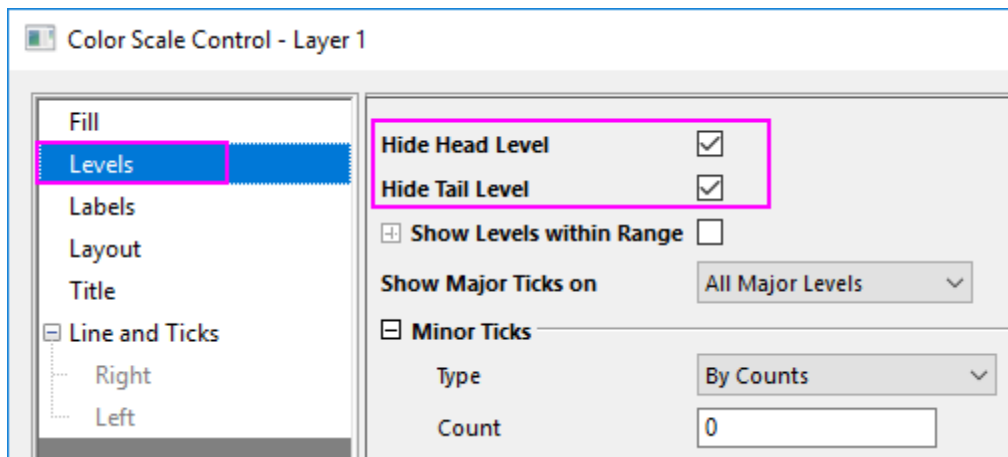 Color Scale Control - Layer 1
Fill
Levels
Labels
Layout
Title
Line and Ticks
Right
Left
Hide Head Level
Hide Tail Level
Show Levels within Range
Show Major Ticks on All Major Levels
Minor Ticks
Type By Counts
Count 0